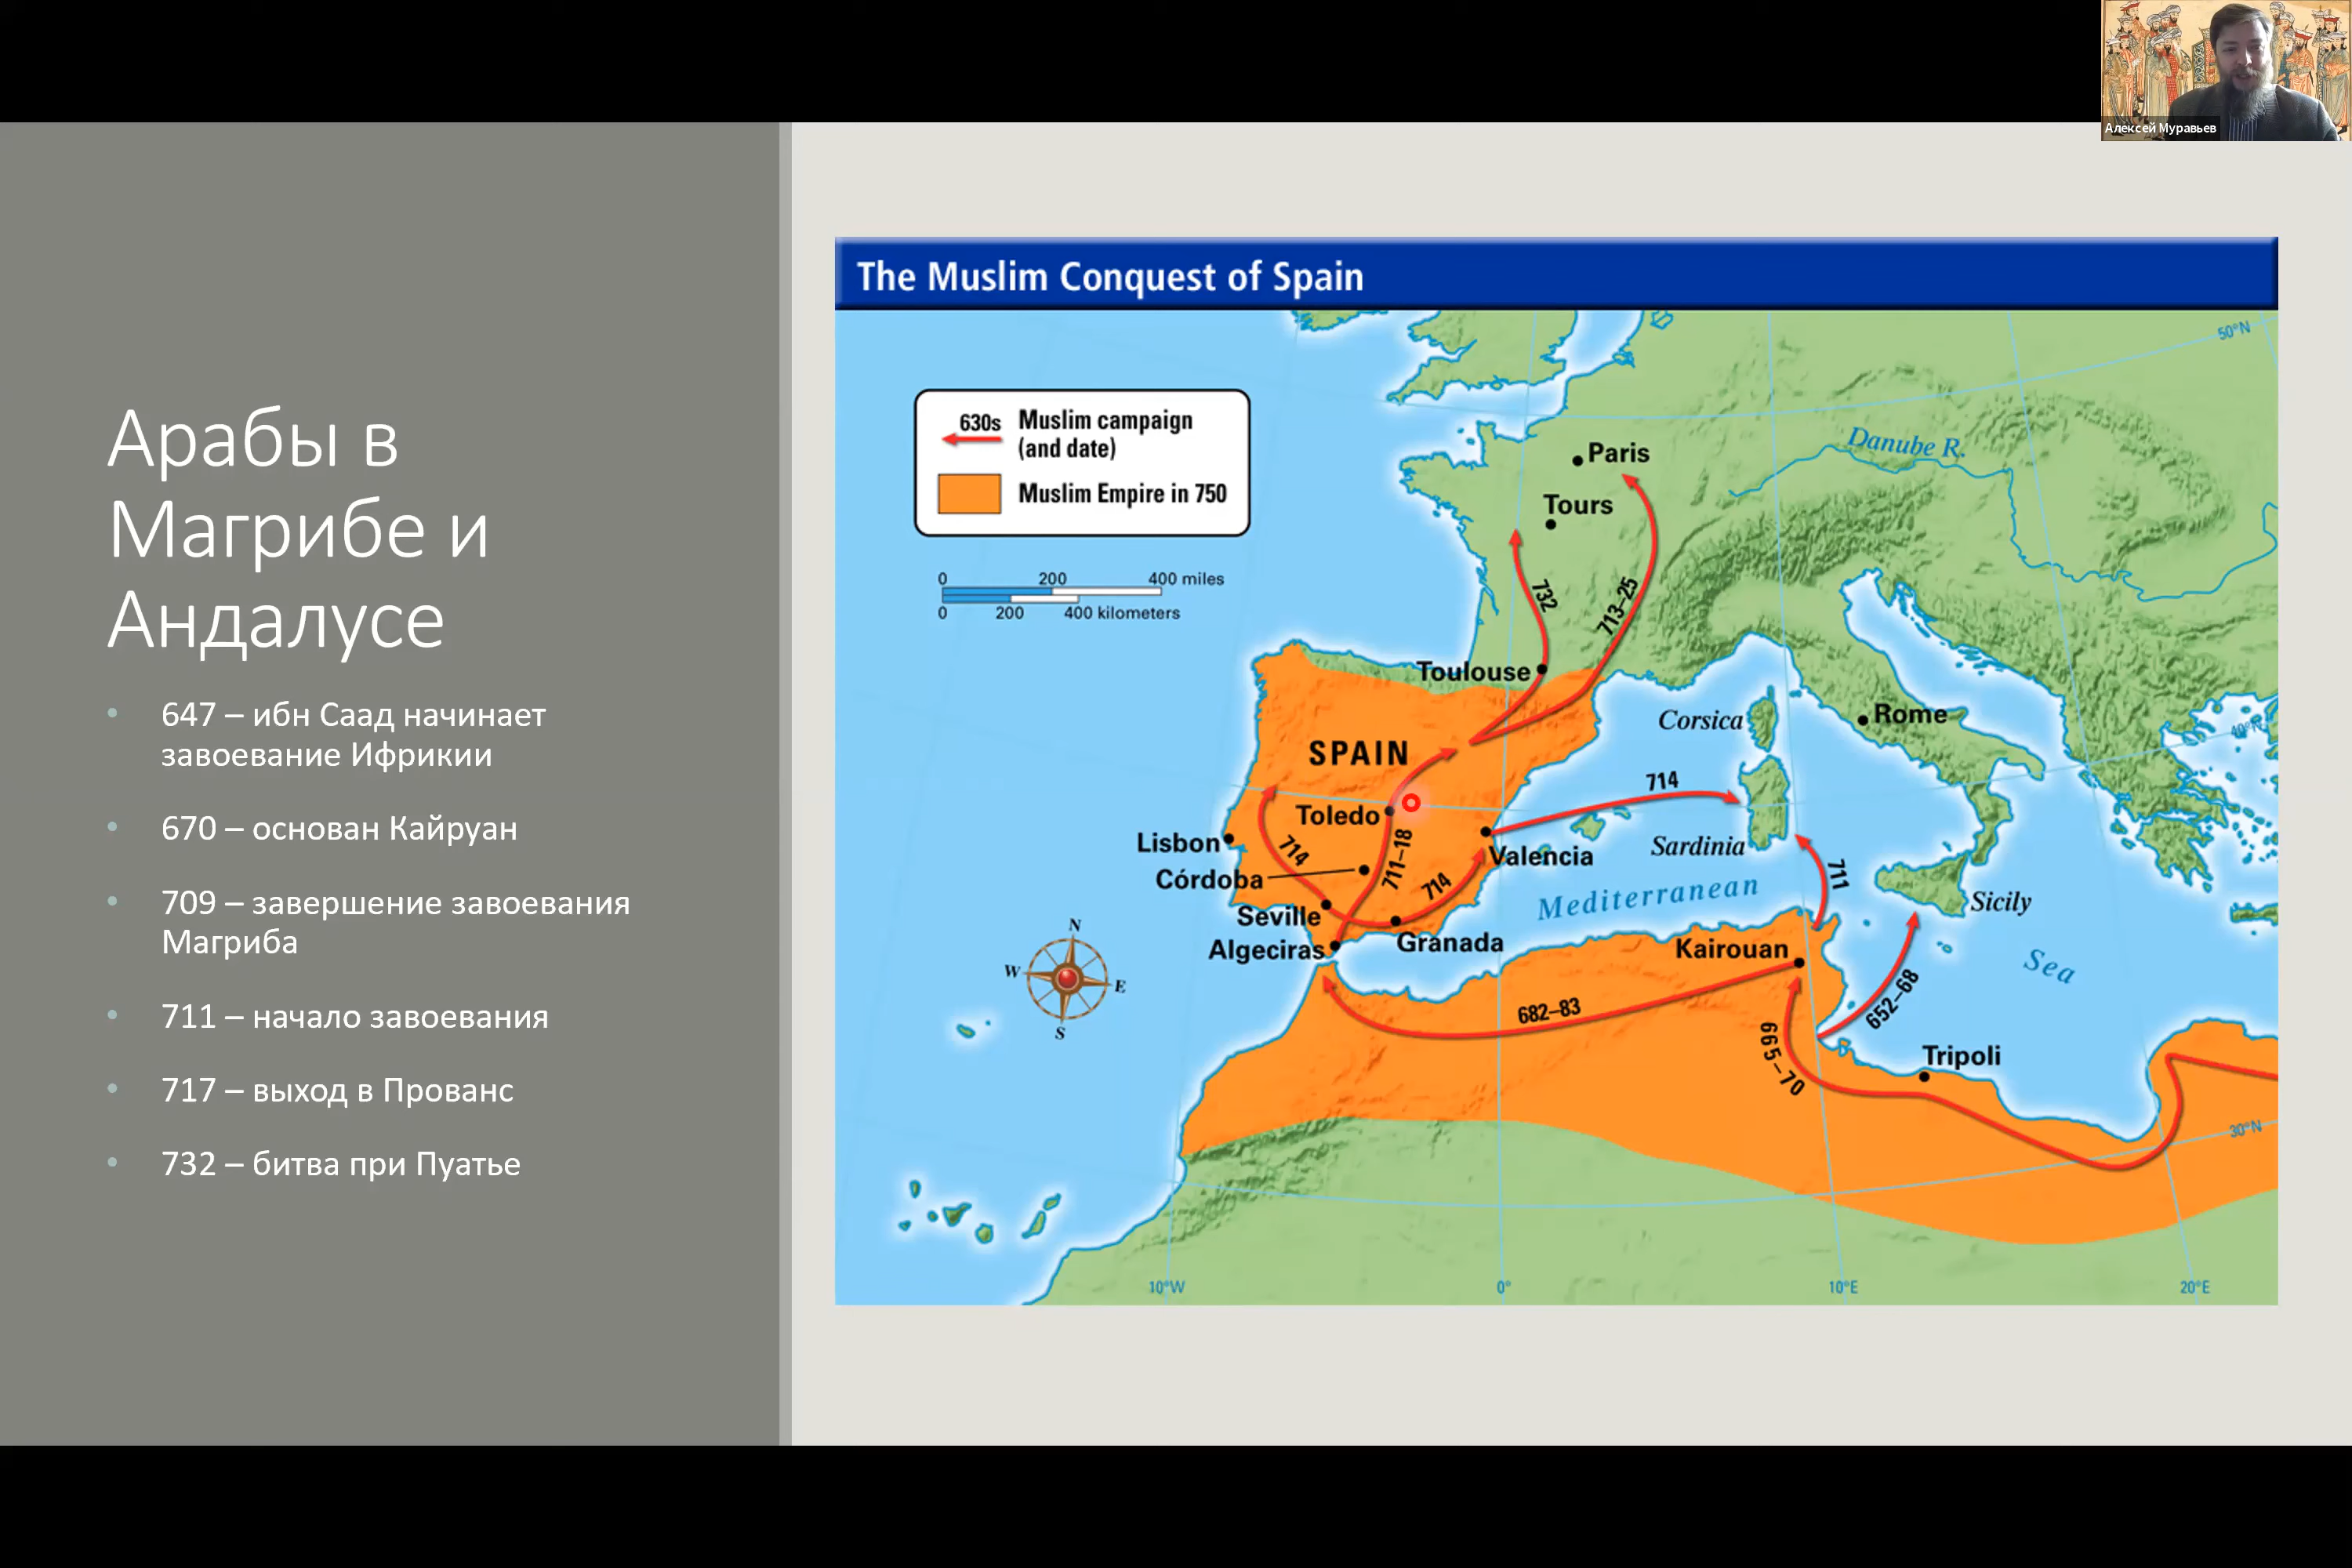 Алексей Муравьев
Арабы в
Магрибе и
Андалусе
647 – ибн Саад начинает
завоевание Ифрикии
670 – основан Кайруан
709 – завершение завоевания
Магриба
711 – начало завоевания
717 – выход в Прованс
732 – битва при Пуатье
The Muslim Conquest of Spain
630s Muslim campaign
(and date)
Muslim Empire in 750
0 200 400 miles
0 200 400 kilometers
50°N
Danube R.
Paris
Tours
732
713–25
Toulouse
Corsica
Rome
40°N
SPAIN
714
Toledo
Lisbon
714
711–18
Valencia
Sardinia
711
Córdoba
714
Mediterranean
Sea
Sicily
Seville
Granada
Algeciras
Kairouan
N
W
E
S
682–83
652–68
665–70
Tripoli
30°N
10°W
0°
10°E
20°E